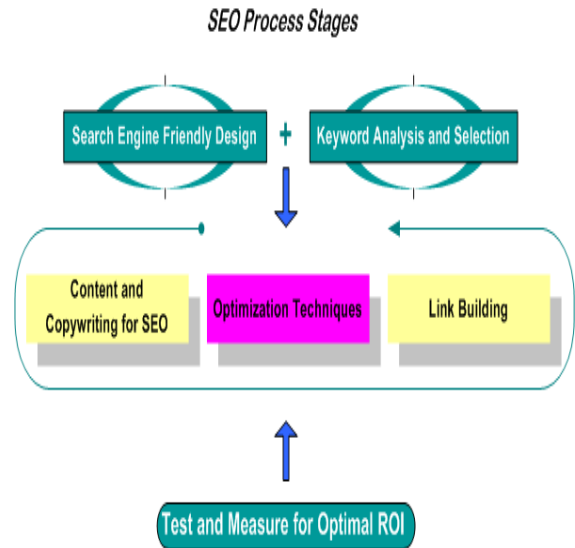 SEO Process Stages
Search Engine Friendly Design + Keyword Analysis and Selection
Content and
Copywriting for SEO
Optimization Techniques
Link Building
Test and Measure for Optimal ROI